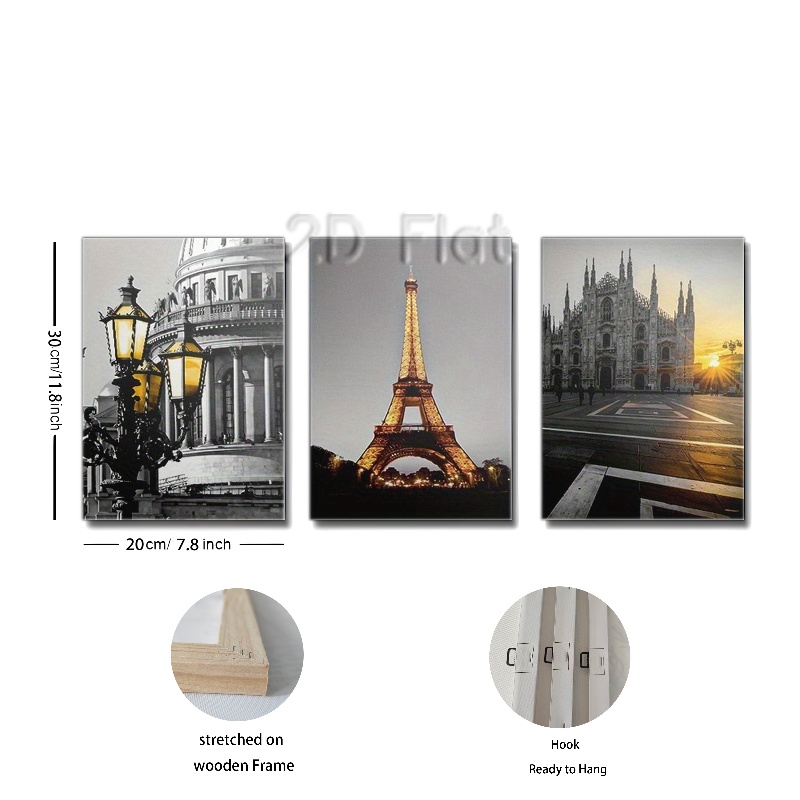 2D Flat
30cm/11.8inch
20cm/ 7.8 inch
stretched on
wooden Frame
Hook
Ready to Hang